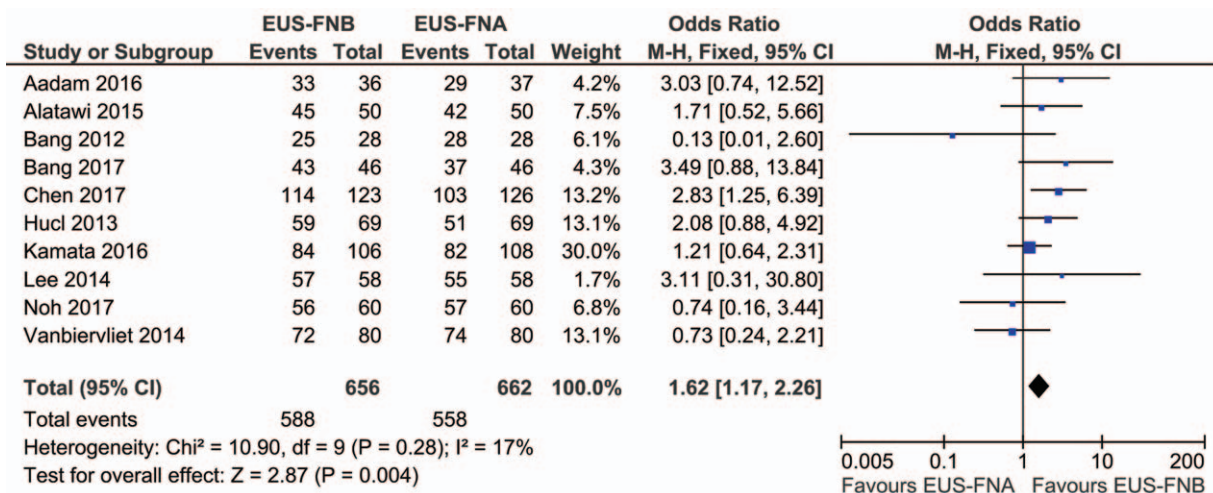 EUS-FNB EUS-FNA Odds Ratio Odds Ratio
Study or Subgroup Events Total Events Total Weight M-H, Fixed, 95% CI M-H, Fixed, 95% CI
Aadam 2016 33 36 29 37 4.2% 3.03 [0.74, 12.52]
Alatawi 2015 45 50 42 50 7.5% 1.71 [0.52, 5.66]
Bang 2012 25 28 28 28 6.1% 0.13 [0.01, 2.60]
Bang 2017 43 46 37 46 4.3% 3.49 [0.88, 13.84]
Chen 2017 114 123 103 126 13.2% 2.83 [1.25, 6.39]
Hucl 2013 59 69 51 69 13.1% 2.08 [0.88, 4.92]
Kamata 2016 84 106 82 108 30.0% 1.21 [0.64, 2.31]
Lee 2014 57 58 55 58 1.7% 3.11 [0.31, 30.80]
Noh 2017 56 60 57 60 6.8% 0.74 [0.16, 3.44]
Vanbiervliet 2014 72 80 74 80 13.1% 0.73 [0.24, 2.21]
Total (95% CI) 656 662 100.0% 1.62 [1.17, 2.26]
Total events 588 558
Heterogeneity: Chi² = 10.90, df = 9 (P = 0.28); I² = 17%
Test for overall effect: Z = 2.87 (P = 0.004)
0.005 0.1 1 10 200
Favours EUS-FNA Favours EUS-FNB